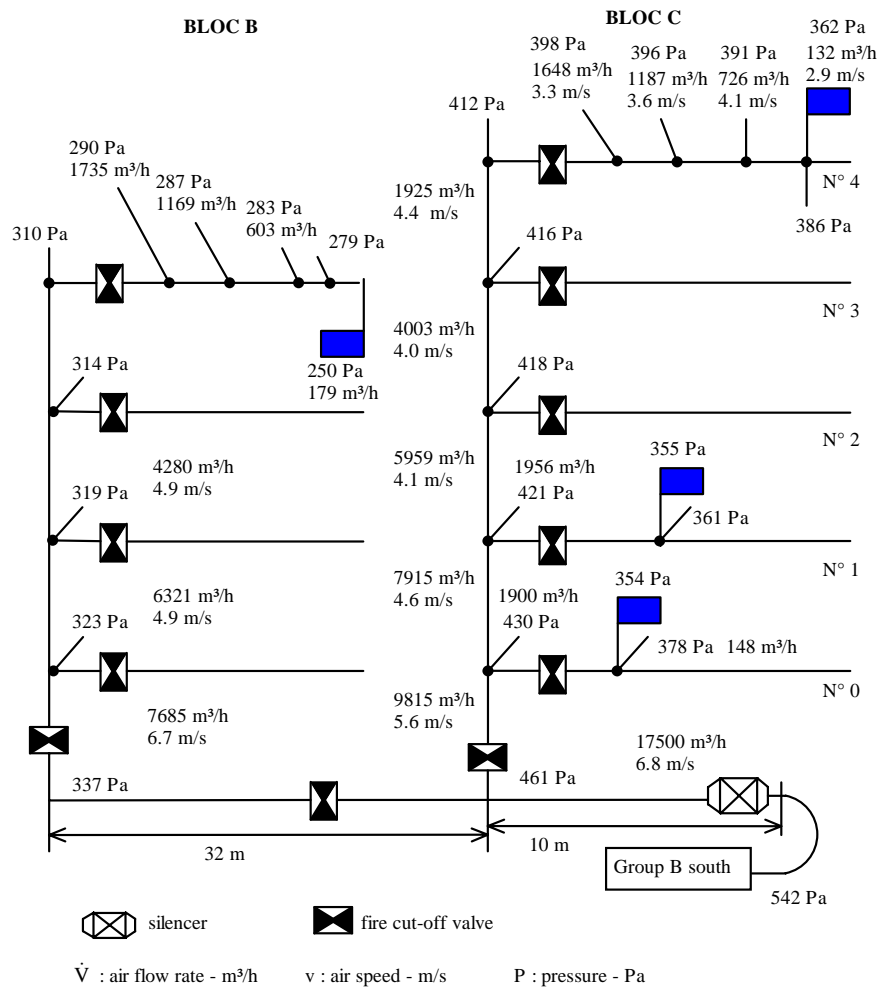 BLOC B
BLOC C
362 Pa
132 m³/h
2.9 m/s
398 Pa
1648 m³/h
3.3 m/s
396 Pa
1187 m³/h
3.6 m/s
391 Pa
726 m³/h
4.1 m/s
412 Pa
290 Pa
1735 m³/h
287 Pa
1169 m³/h
283 Pa
603 m³/h
279 Pa
310 Pa
1925 m³/h
4.4 m/s
N° 4
386 Pa
416 Pa
N° 3
4003 m³/h
4.0 m/s
250 Pa
179 m³/h
314 Pa
418 Pa
N° 2
4280 m³/h
4.9 m/s
5959 m³/h
4.1 m/s
1956 m³/h
421 Pa
355 Pa
361 Pa
319 Pa
N° 1
6321 m³/h
4.9 m/s
7915 m³/h
4.6 m/s
1900 m³/h
430 Pa
354 Pa
378 Pa 148 m³/h
323 Pa
N° 0
7685 m³/h
6.7 m/s
9815 m³/h
5.6 m/s
17500 m³/h
6.8 m/s
337 Pa
461 Pa
32 m
10 m
Group B south
542 Pa
silencer
fire cut-off valve
V̇ : air flow rate - m³/h
v : air speed - m/s
P : pressure - Pa